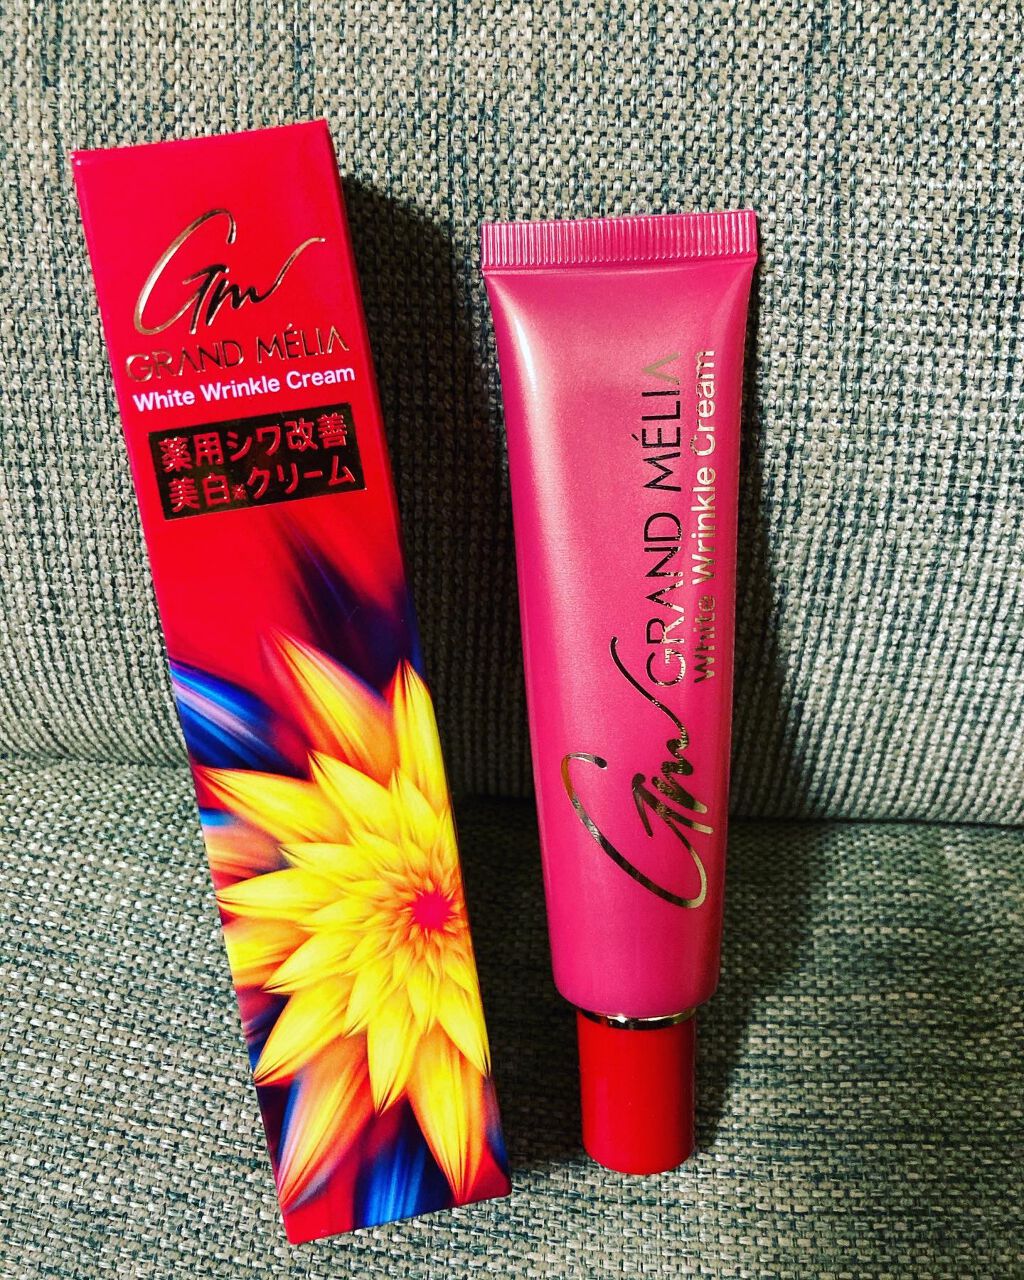 Gm
GRAND MÉLIA
White Wrinkle Cream
薬用シワ改善
美白※クリーム
Gm
GRAND MÉLIA
White Wrinkle Cream